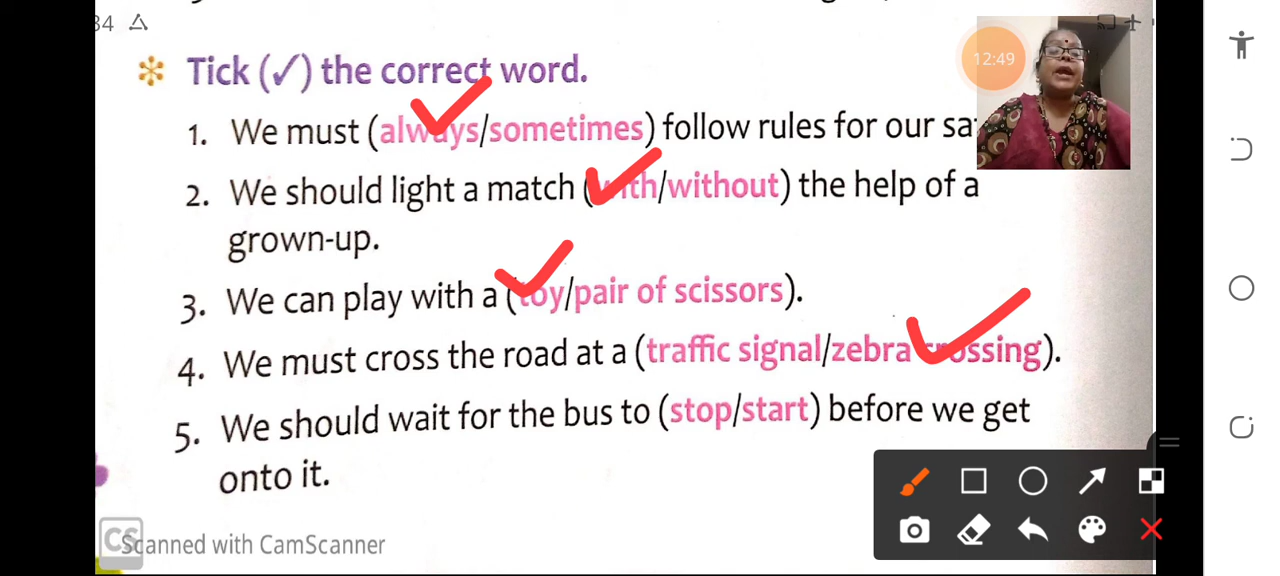 34
12:49
Tick (✓) the correct word.
1. We must (always/sometimes) follow rules for our
2. We should light a match (with/without) the help of a
grown-up.
3. We can play with a (toy/pair of scissors).
4. We must cross the road at a (traffic signal/zebra crossing).
5. We should wait for the bus to (stop/start) before we get
onto it.
CS
Scanned with CamScanner